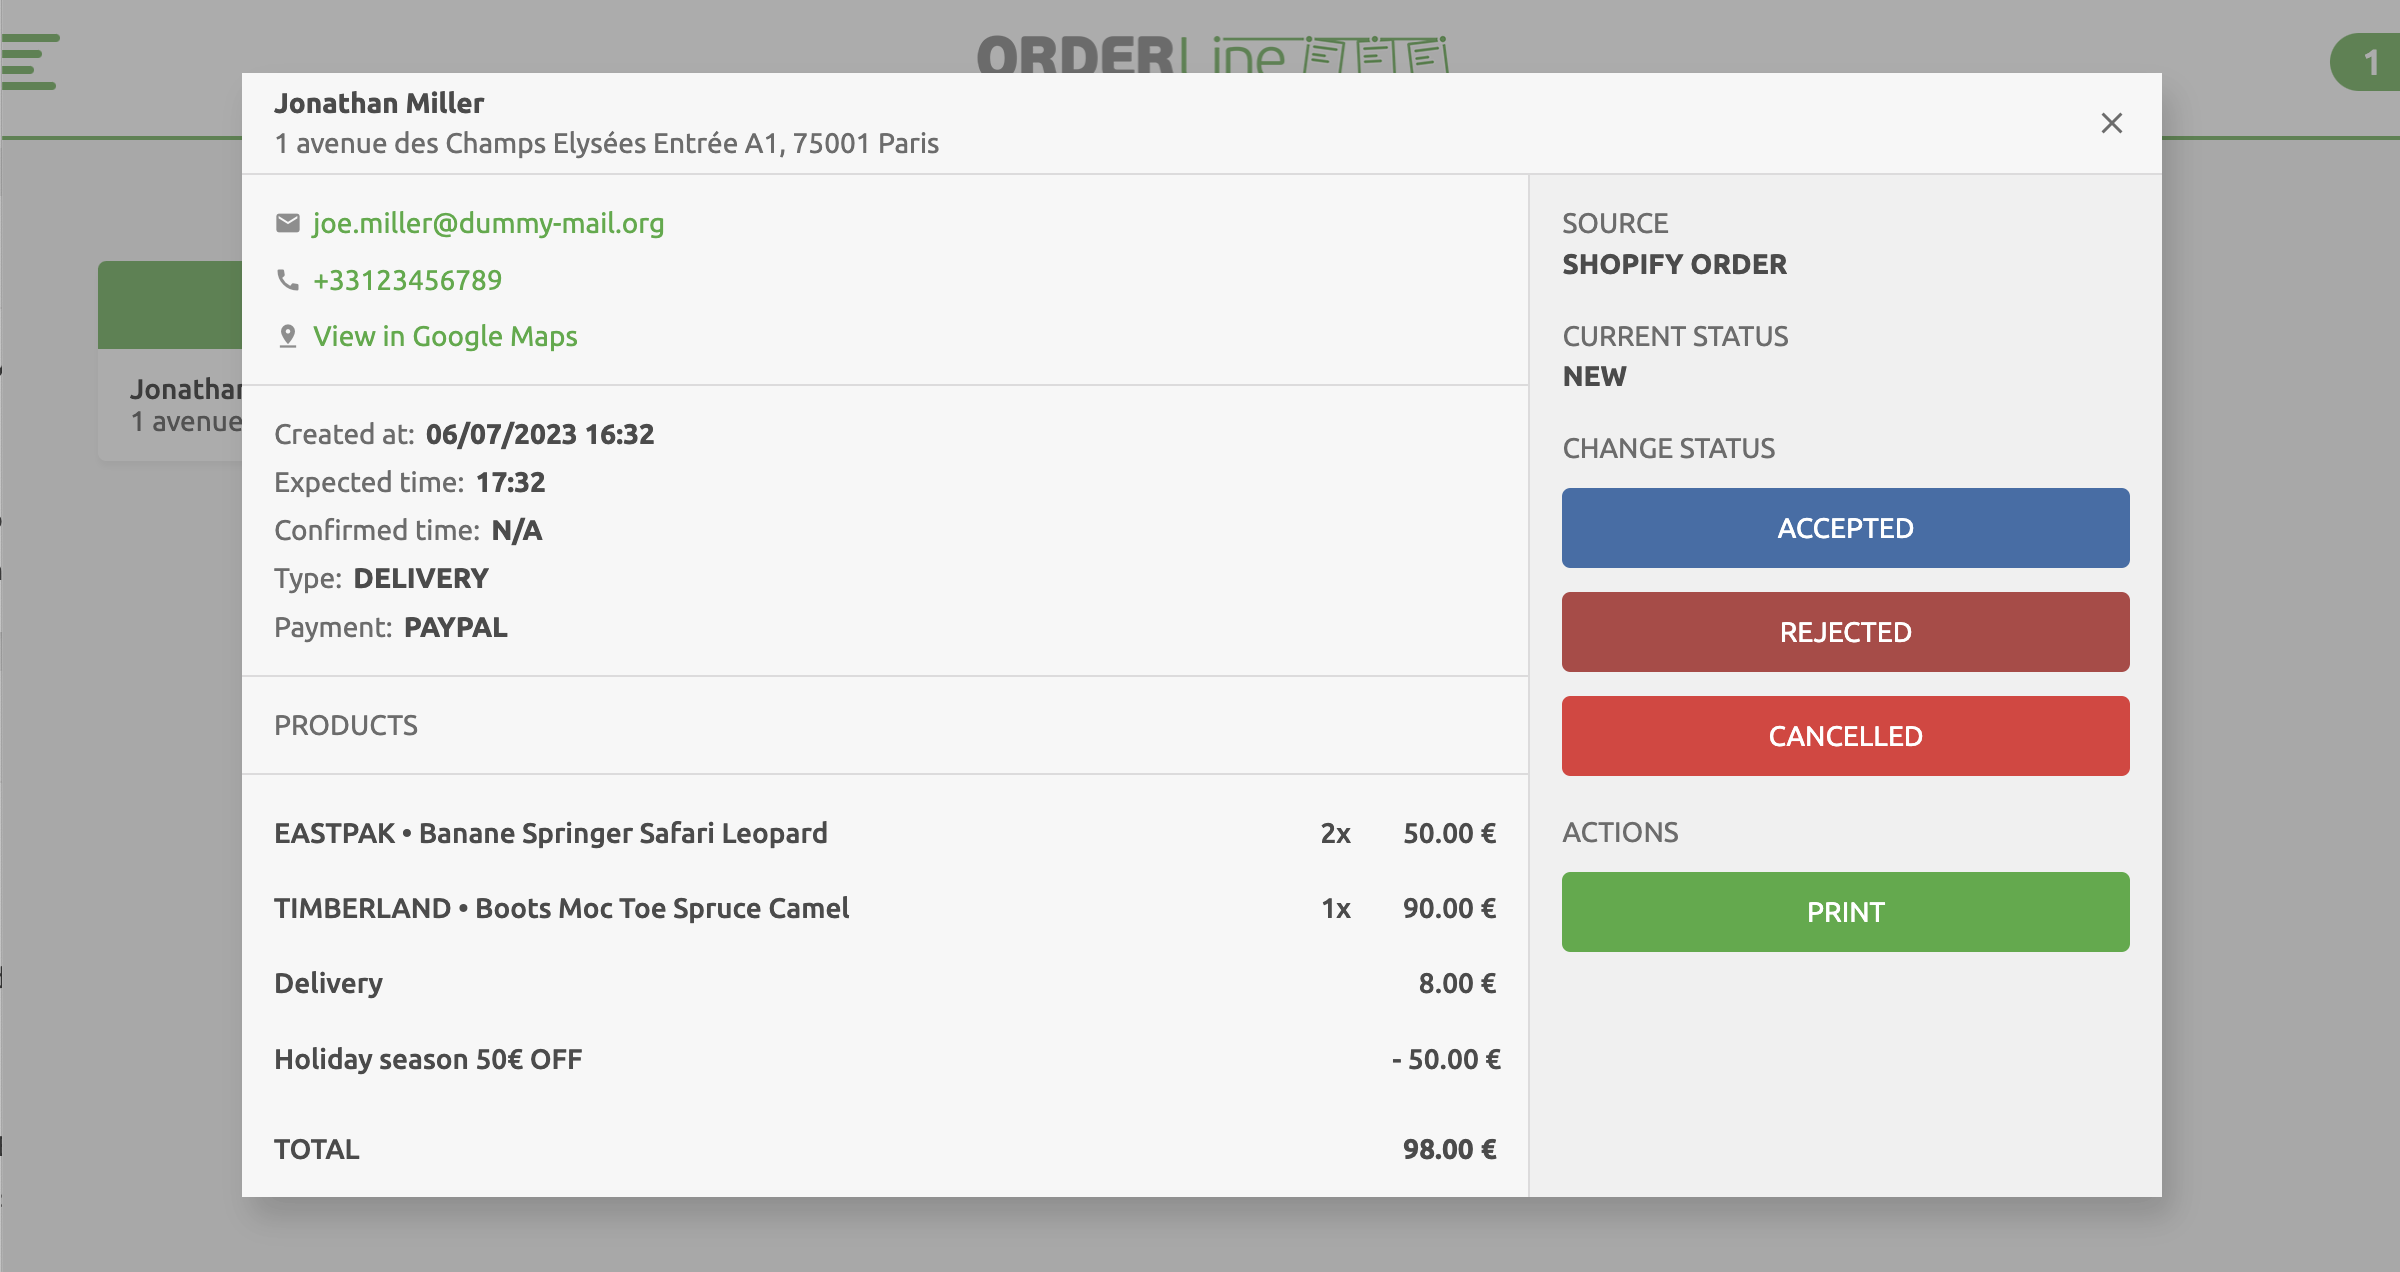 ORDERLine
1
Jonathan Miller
1 avenue des Champs Elysées Entrée A1, 75001 Paris
joe.miller@dummy-mail.org
+33123456789
View in Google Maps
Created at: 06/07/2023 16:32
Expected time: 17:32
Confirmed time: N/A
Type: DELIVERY
Payment: PAYPAL
PRODUCTS
EASTPAK • Banane Springer Safari Leopard 2x 50.00 €
TIMBERLAND • Boots Moc Toe Spruce Camel 1x 90.00 €
Delivery 8.00 €
Holiday season 50€ OFF - 50.00 €
TOTAL 98.00 €
SOURCE
SHOPIFY ORDER
CURRENT STATUS
NEW
CHANGE STATUS
ACCEPTED
REJECTED
CANCELLED
ACTIONS
PRINT
Jonathan
1 avenue